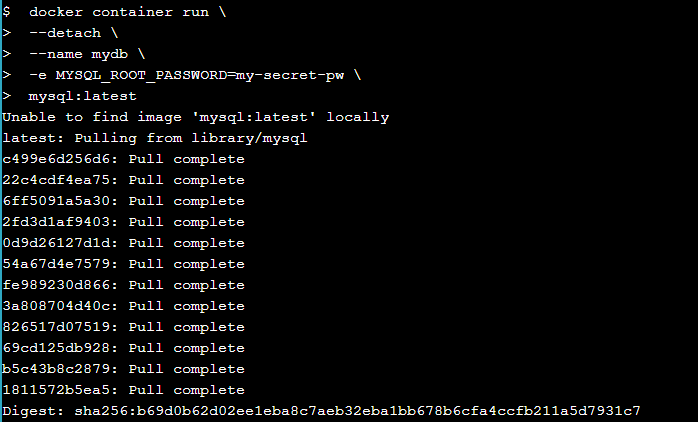 $  docker container run \
>  --detach \
>  --name mydb \
>  -e MYSQL_ROOT_PASSWORD=my-secret-pw \
>  mysql:latest
Unable to find image 'mysql:latest' locally
latest: Pulling from library/mysql
c499e6d256d6: Pull complete
22c4cdf4ea75: Pull complete
6ff5091a5a30: Pull complete
2fd3d1af9403: Pull complete
0d9d26127d1d: Pull complete
54a67d4e7579: Pull complete
fe989230d866: Pull complete
3a808704d40c: Pull complete
826517d07519: Pull complete
69cd125db928: Pull complete
b5c43b8c2879: Pull complete
1811572b5ea5: Pull complete
Digest: sha256:b69d0b62d02ee1eba8c7aeb32eba1bb678b6cfa4ccfb211a5d7931c7